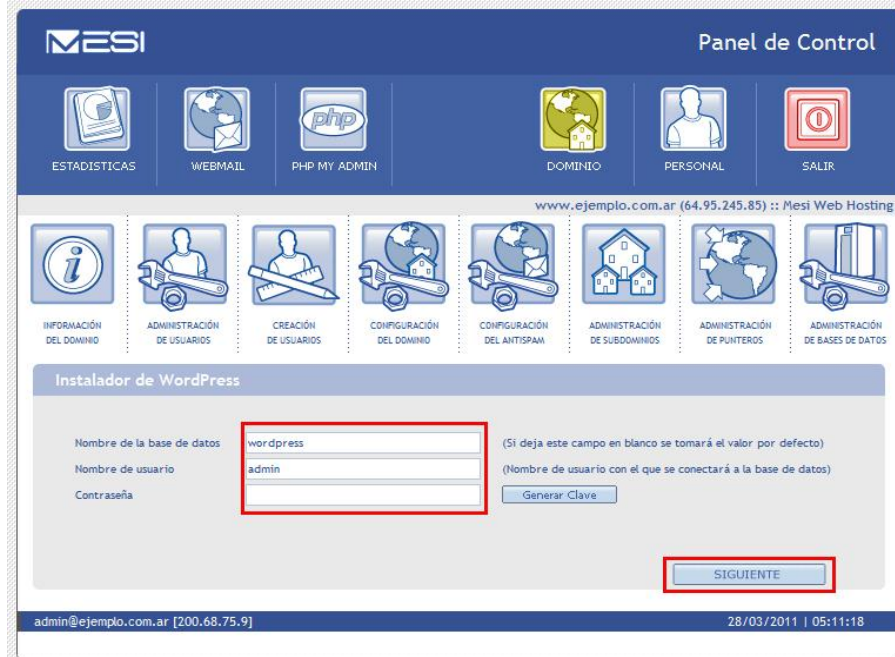 MESI
Panel de Control
php
ESTADISTICAS WEBMAIL PHP MY ADMIN DOMINIO PERSONAL SALIR
www.ejemplo.com.ar (64.95.245.85) :: Mesi Web Hosting
i
INFORMACIÓN DEL DOMINIO
ADMINISTRACIÓN DE USUARIOS
CREACIÓN DE USUARIOS
CONFIGURACIÓN DEL DOMINIO
CONFIGURACIÓN DEL ANTISPAM
ADMINISTRACIÓN DE SUBDOMINIOS
ADMINISTRACIÓN DE PUNTEROS
ADMINISTRACIÓN DE BASES DE DATOS
Instalador de WordPress
Nombre de la base de datos wordpress (Si deja este campo en blanco se tomará el valor por defecto)
Nombre de usuario admin (Nombre de usuario con el que se conectará a la base de datos)
Contraseña Generar Clave
SIGUIENTE
admin@ejemplo.com.ar [200.68.75.9] 28/03/2011 | 05:11:18